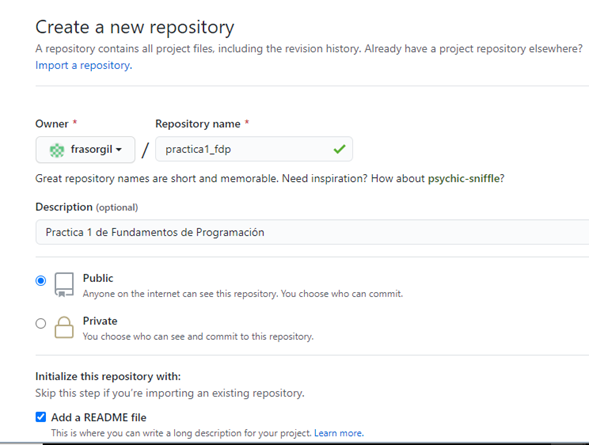 Create a new repository
A repository contains all project files, including the revision history. Already have a project repository elsewhere?
Import a repository.
Owner * Repository name *
frasorgil / practica1_fdp
Great repository names are short and memorable. Need inspiration? How about psychic-sniffle?
Description (optional)
Practica 1 de Fundamentos de Programación
Public
Anyone on the internet can see this repository. You choose who can commit.
Private
You choose who can see and commit to this repository.
Initialize this repository with:
Skip this step if you're importing an existing repository.
Add a README file
This is where you can write a long description for your project. Learn more.